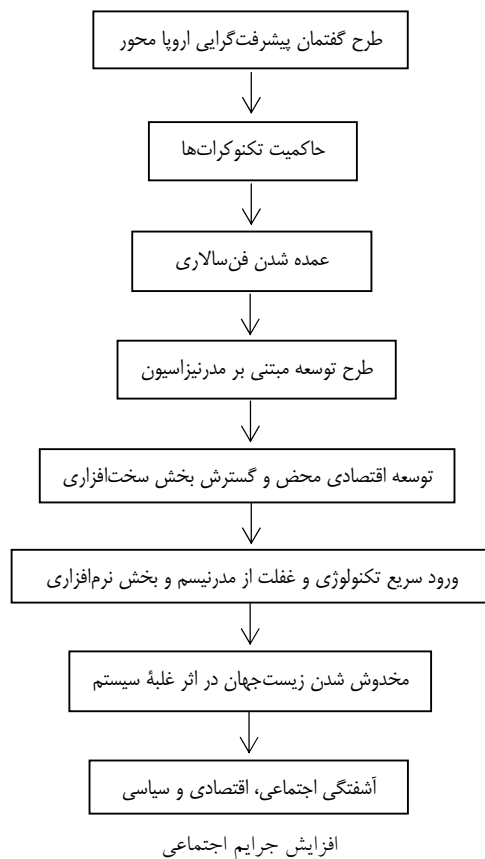 طرح گفتمان پیشرفت‌گرایی اروپا محور
حاکمیت تکنوکرات‌ها
عمده شدن فن‌سالاری
طرح توسعه مبتنی بر مدرنیزاسیون
توسعه اقتصادی محض و گسترش بخش سخت‌افزاری
ورود سریع تکنولوژی و غفلت از مدرنیسم و بخش نرم‌افزاری
مخدوش شدن زیست‌جهان در اثر غلبۀ سیستم
آشفتگی اجتماعی، اقتصادی و سیاسی
افزایش جرایم اجتماعی